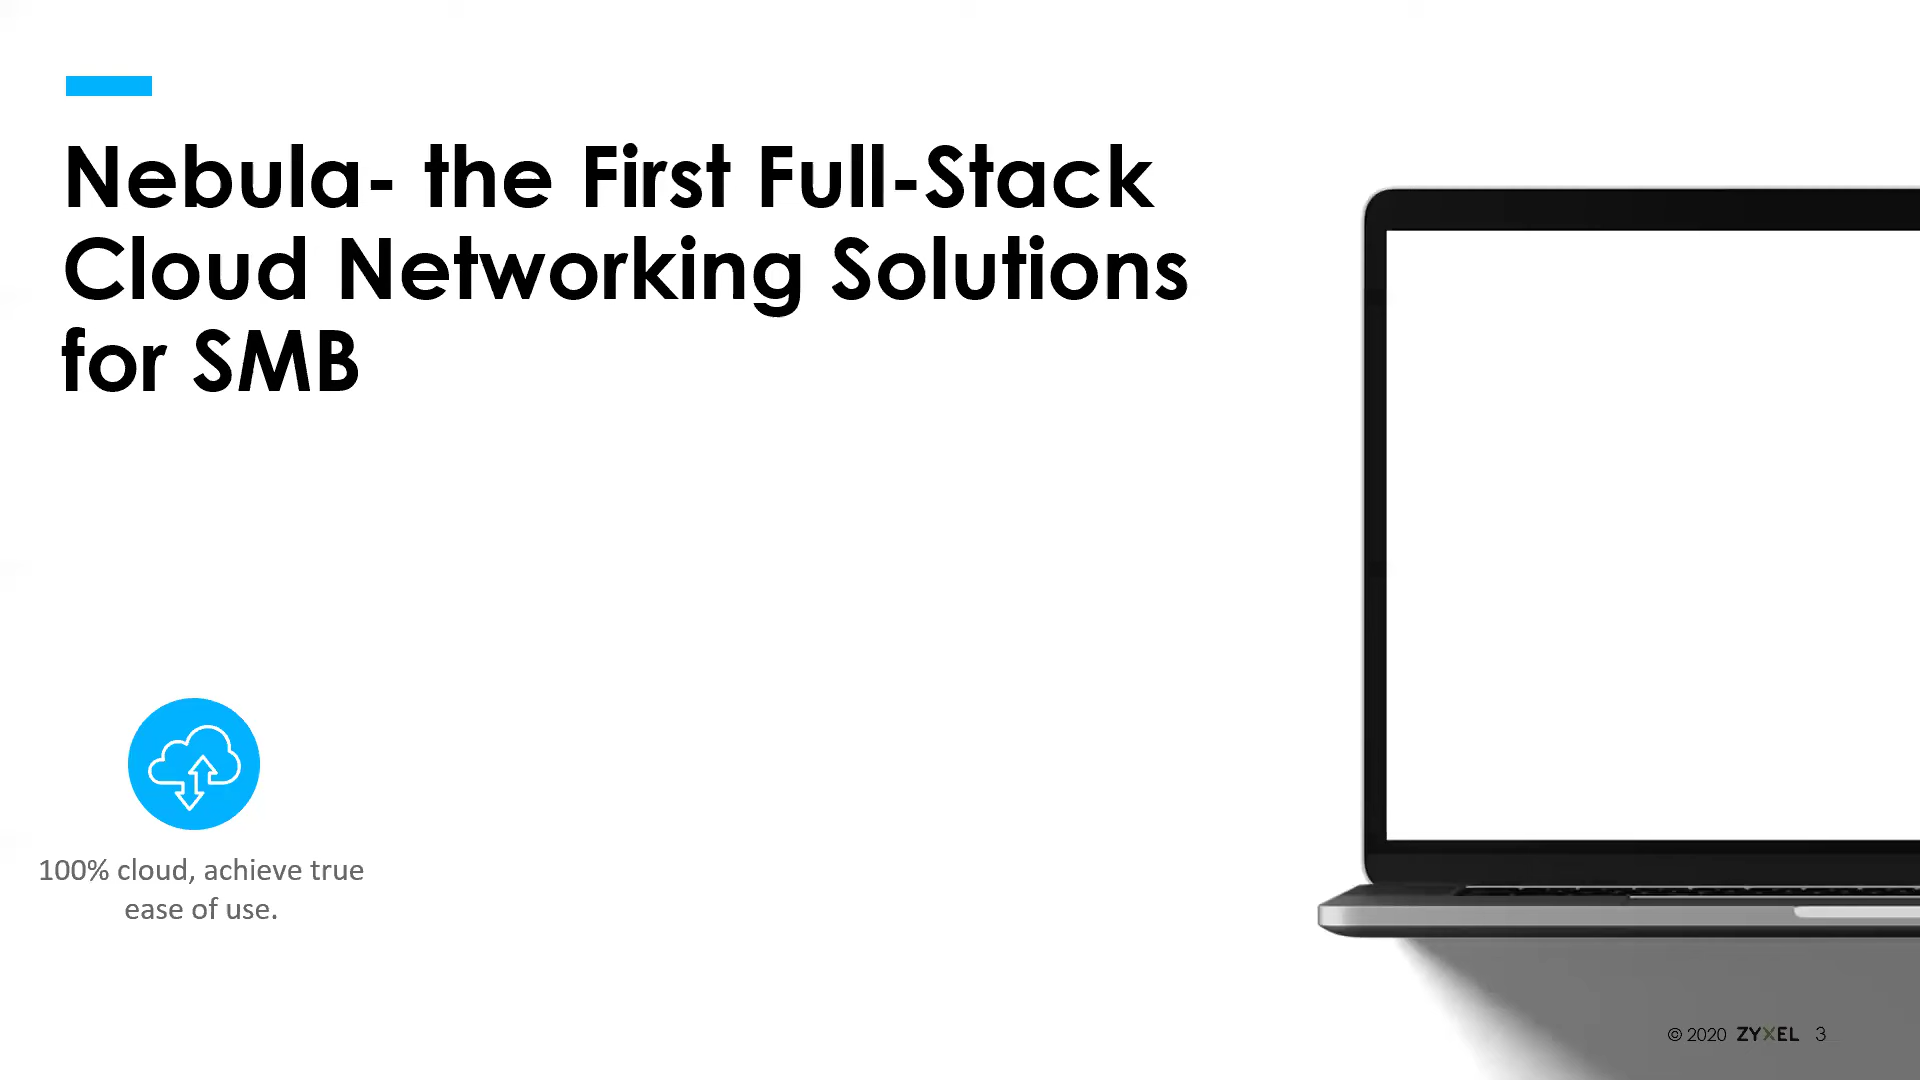 Nebula- the First Full-Stack
Cloud Networking Solutions
for SMB
100% cloud, achieve true
ease of use.
© 2020 ZYXEL 3